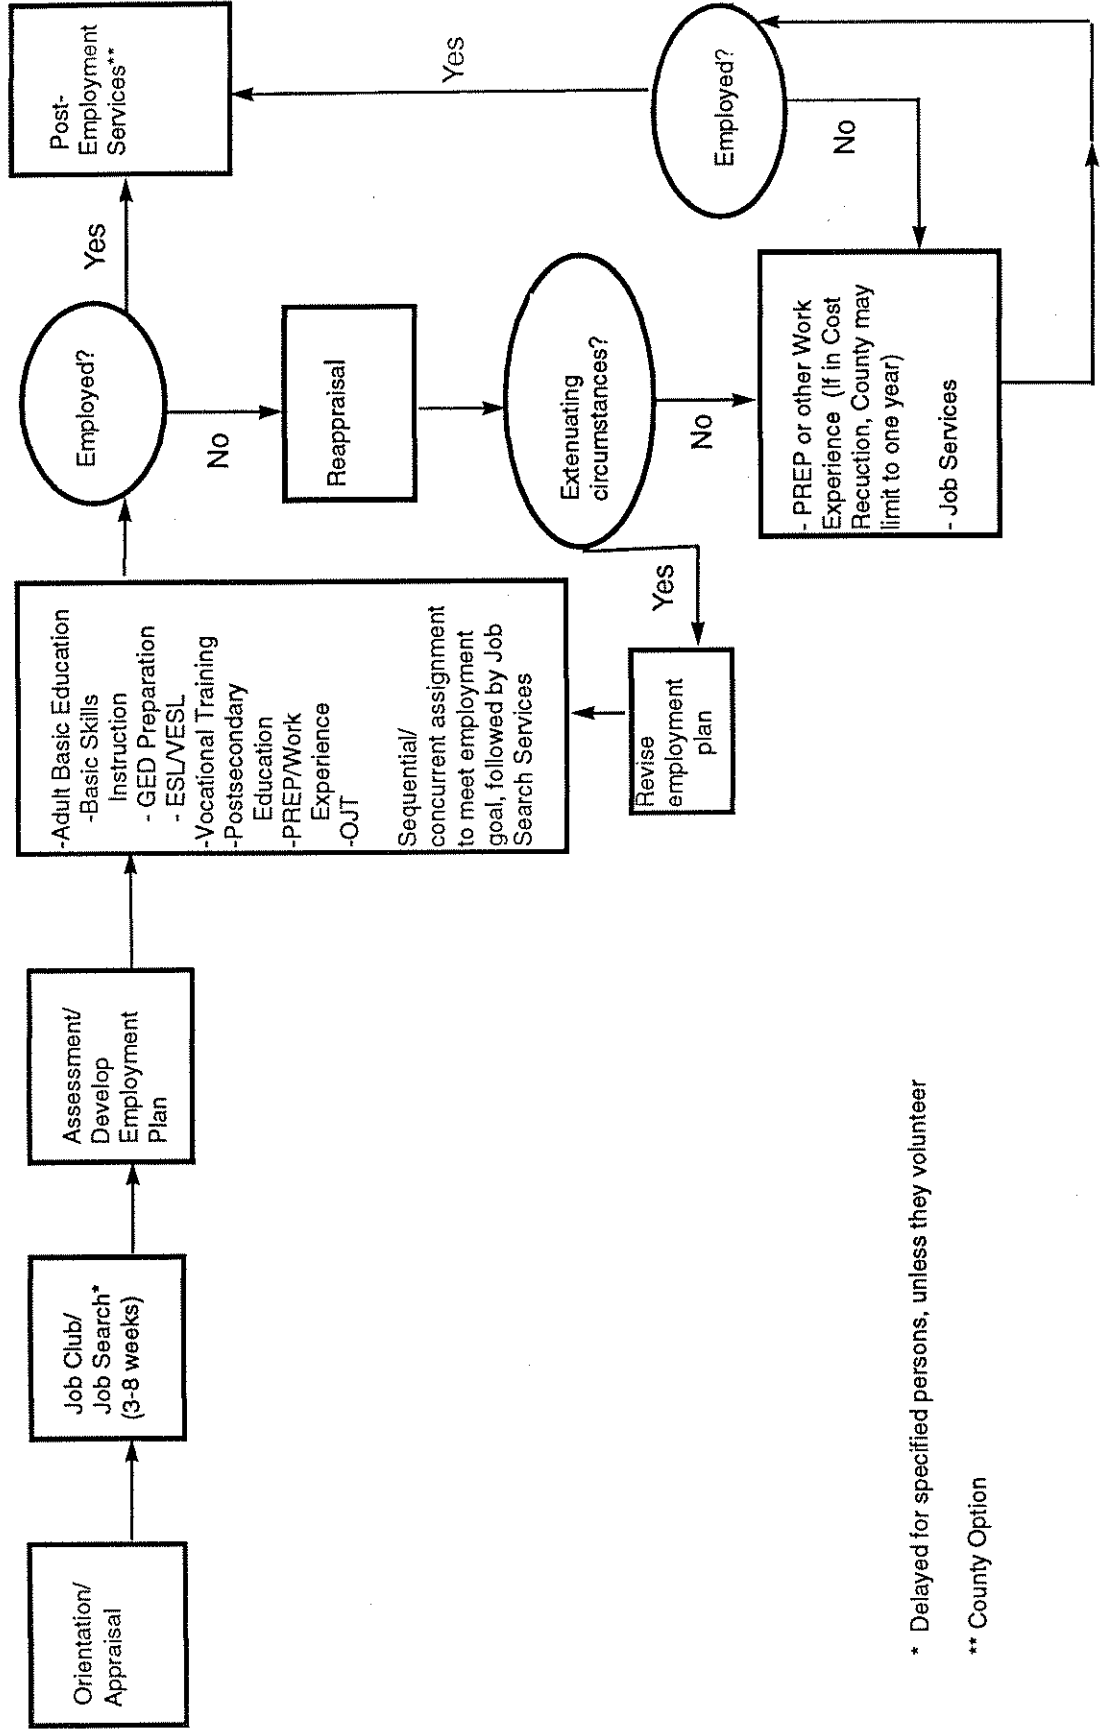 Orientation/
Appraisal
Job Club/
Job Search*
(3-8 weeks)
Assessment/
Develop
Employment
Plan
-Adult Basic Education
-Basic Skills
Instruction
- GED Preparation
- ESL/VESL
-Vocational Training
-Postsecondary
Education
-PREP/Work
Experience
-OJT
Sequential/
concurrent assignment
to meet employment
goal, followed by Job
Search Services
Employed?
Yes
Post-
Employment
Services**
No
Reappraisal
Extenuating
circumstances?
Yes
Revise
employment
plan
No
- PREP or other Work
Experience (If in Cost
Recuction, County may
limit to one year)
- Job Services
Employed?
Yes
No
* Delayed for specified persons, unless they volunteer
** County Option